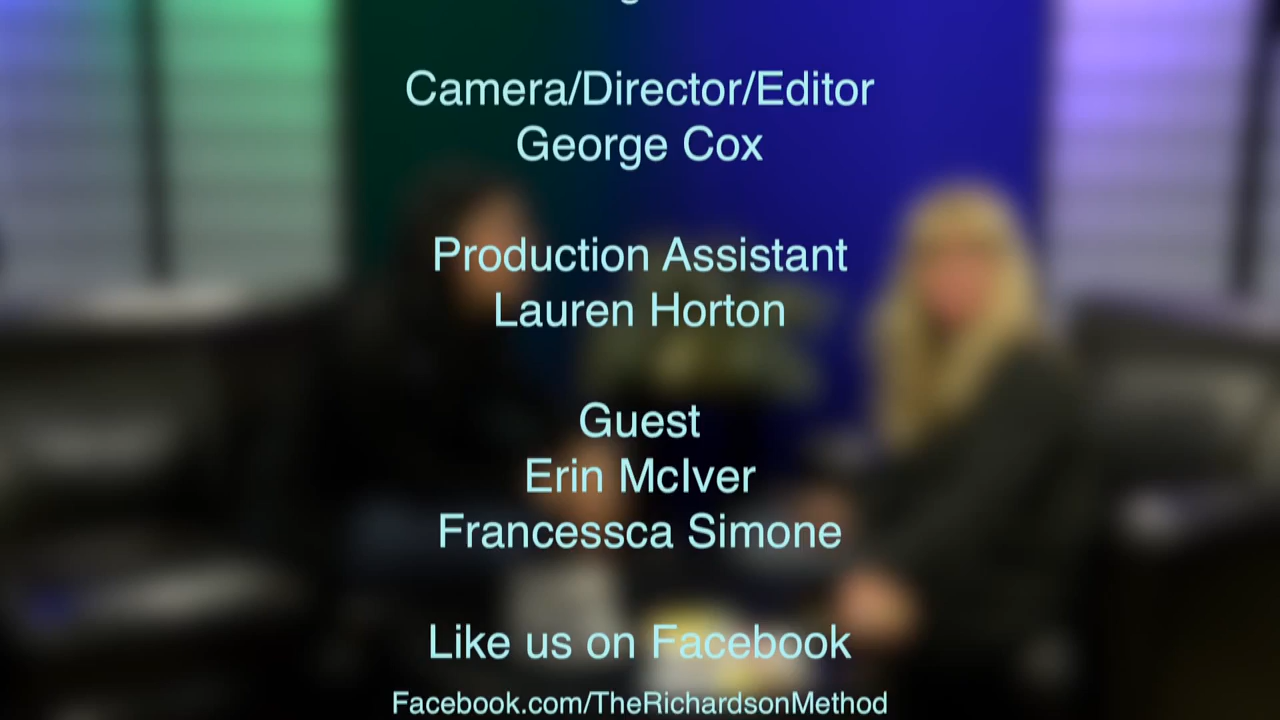 Camera/Director/Editor
George Cox
Production Assistant
Lauren Horton
Guest
Erin McIver
Francessca Simone
Like us on Facebook
Facebook.com/TheRichardsonMethod